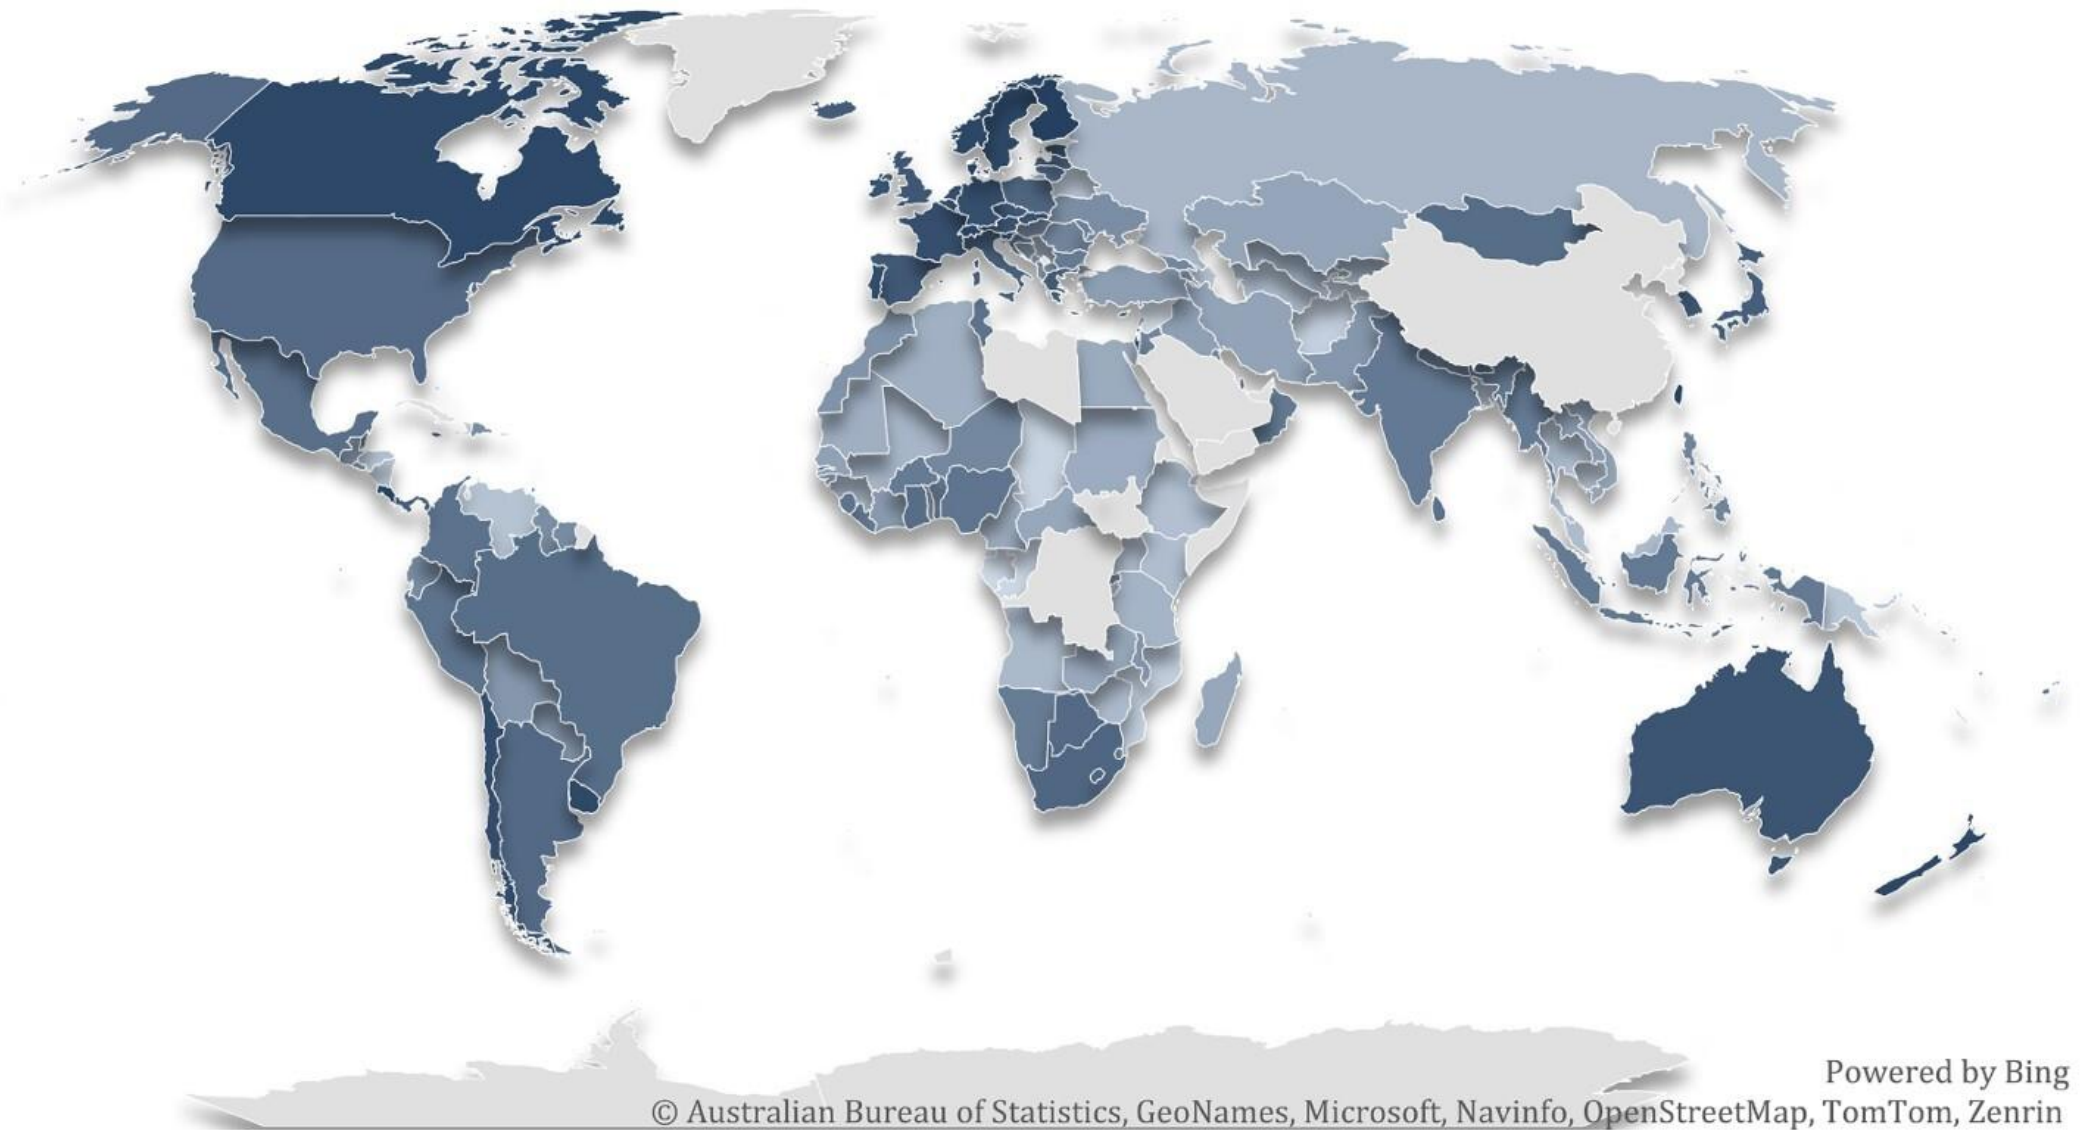 Powered by Bing
© Australian Bureau of Statistics, GeoNames, Microsoft, Navinfo, OpenStreetMap, TomTom, Zenrin